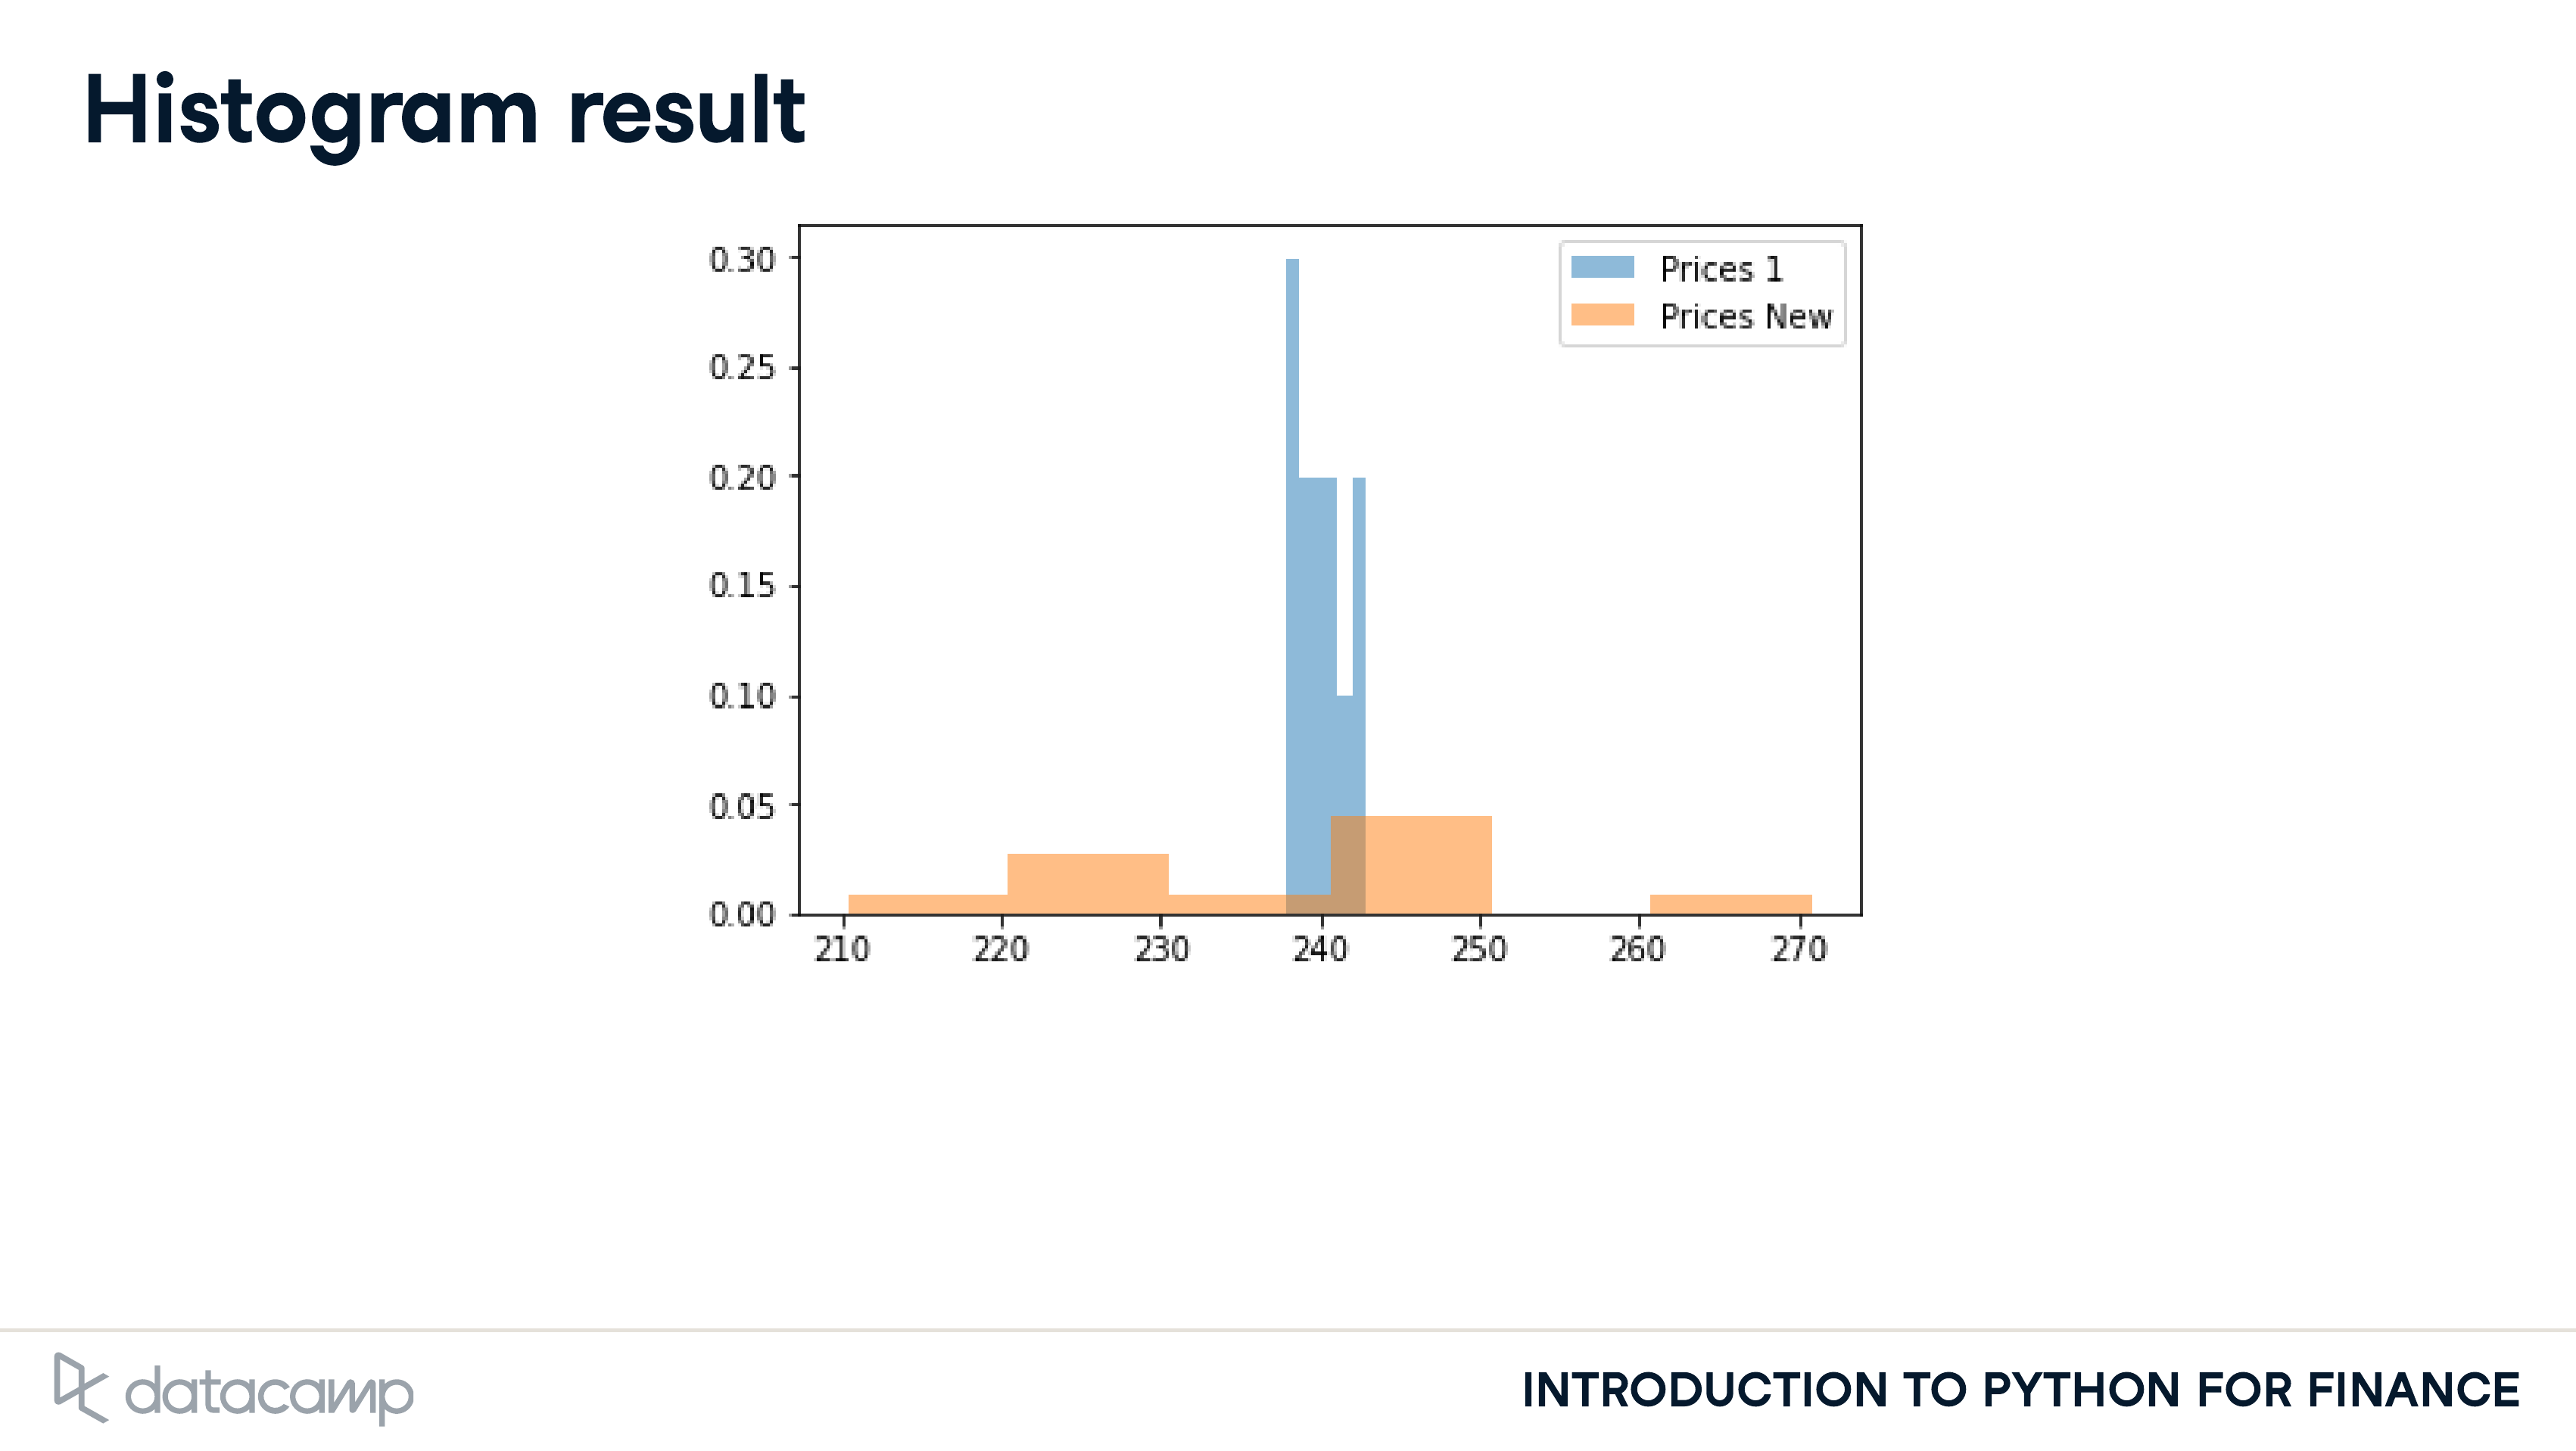 Histogram result
0.30
0.25
0.20
0.15
0.10
0.05
0.00
210 220 230 240 250 260 270
Prices 1
Prices New
datacamp
INTRODUCTION TO PYTHON FOR FINANCE